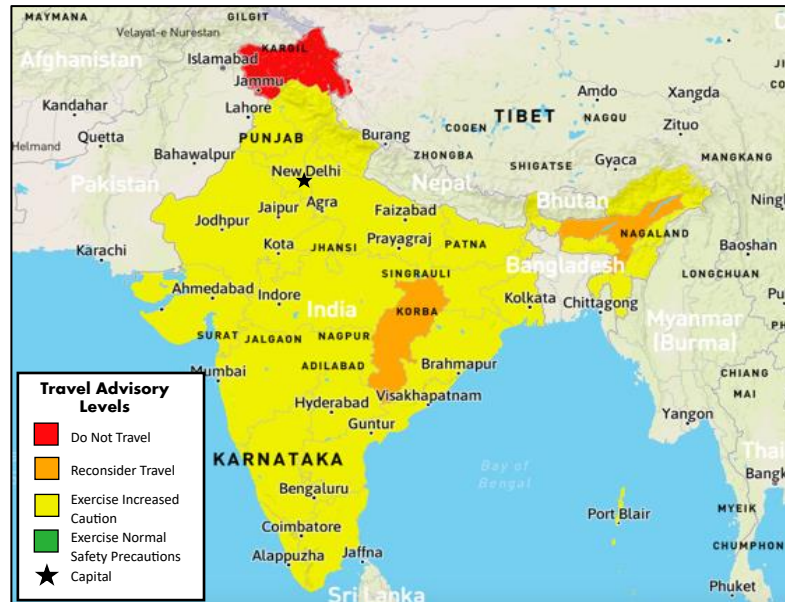 MAYMANA
GILGIT
Velayat-e Nurestan
KARGIL
Islamabad
Afghanistan
Jammu
Amdo
Xangda
Kandahar
Lahore
TIBET
NAGQU
Quetta
PUNJAB
Burang
COQEN
Zituo
Helmand
Bahawalpur
ZHONGBA
SHIGATSE
Gyaca
MANGKANG
New Delhi
Pakistan
Nepal
Bhutan
Jaipur
Agra
Faizabad
Jodhpur
NAGALAND
Karachi
Kota
JHANSI
Prayagraj
PATNA
Baoshan
Bangladesh
SINGRAULI
LONGCHUAN
Ahmedabad
Indore
India
KORBA
Kolkata
Chittagong
Myanmar
(Burma)
SURAT
JALGAON
NAGPUR
Mumbai
ADILABAD
Brahmapur
CHIANG
MAI
Hyderabad
Visakhapatnam
Yangon
Guntur
KARNATAKA
Bay of
Bengal
Bengaluru
Port Blair
MYEIK
Coimbatore
CHUMPHON
Alappuzha
Jaffna
Sri Lanka
Phuket
Travel Advisory
Levels
Do Not Travel
Reconsider Travel
Exercise Increased
Caution
Exercise Normal
Safety Precautions
Capital